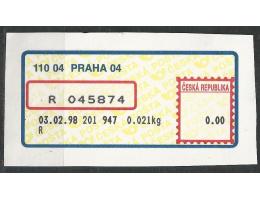 110 04 PRAHA 04
R 045874
ČESKÁ REPUBLIKA
03.02.98 201 947 0.021kg 0.00
R